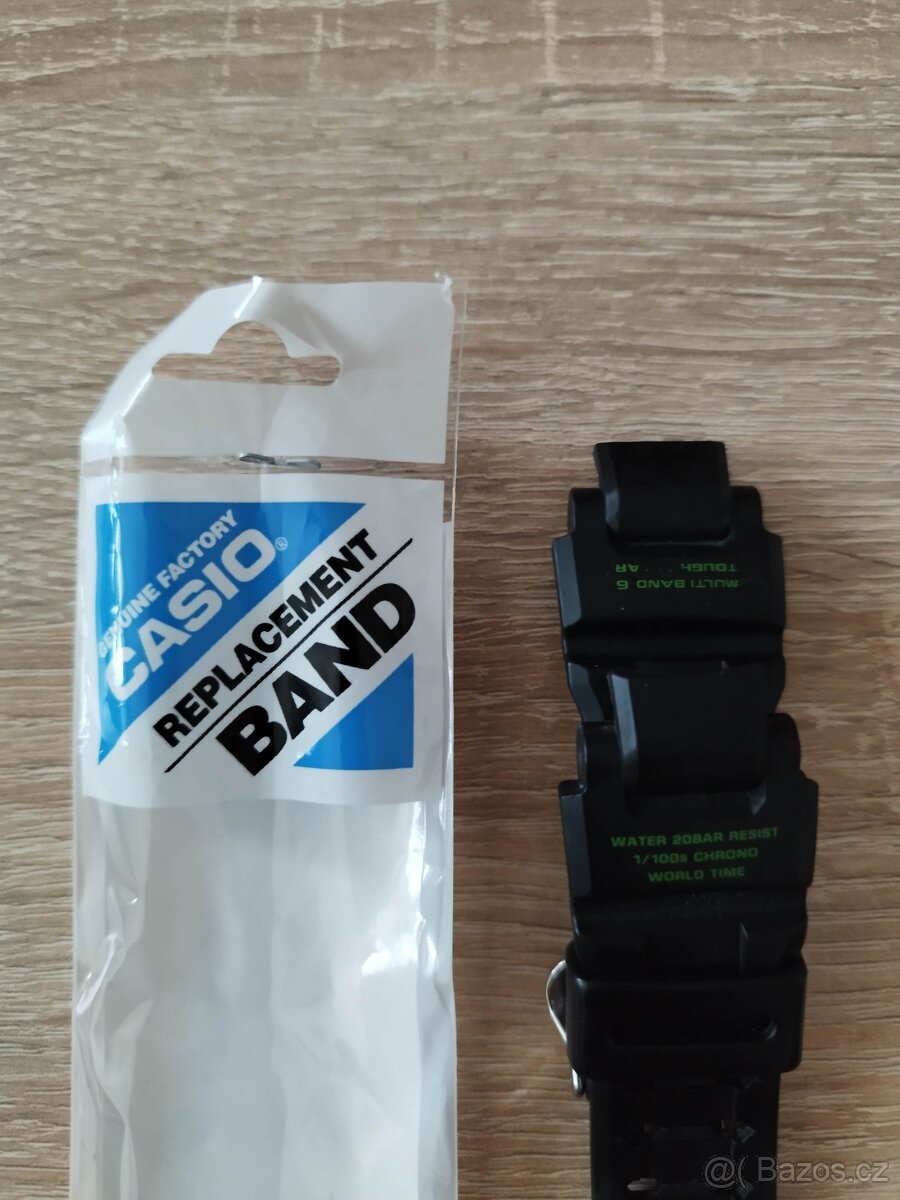 GENUINE FACTORY
CASIO®
REPLACEMENT
BAND
MULTI BAND 6
TOUGH AR
WATER 20BAR RESIST
1/100s CHRONO
WORLD TIME
@( Bazos.cz